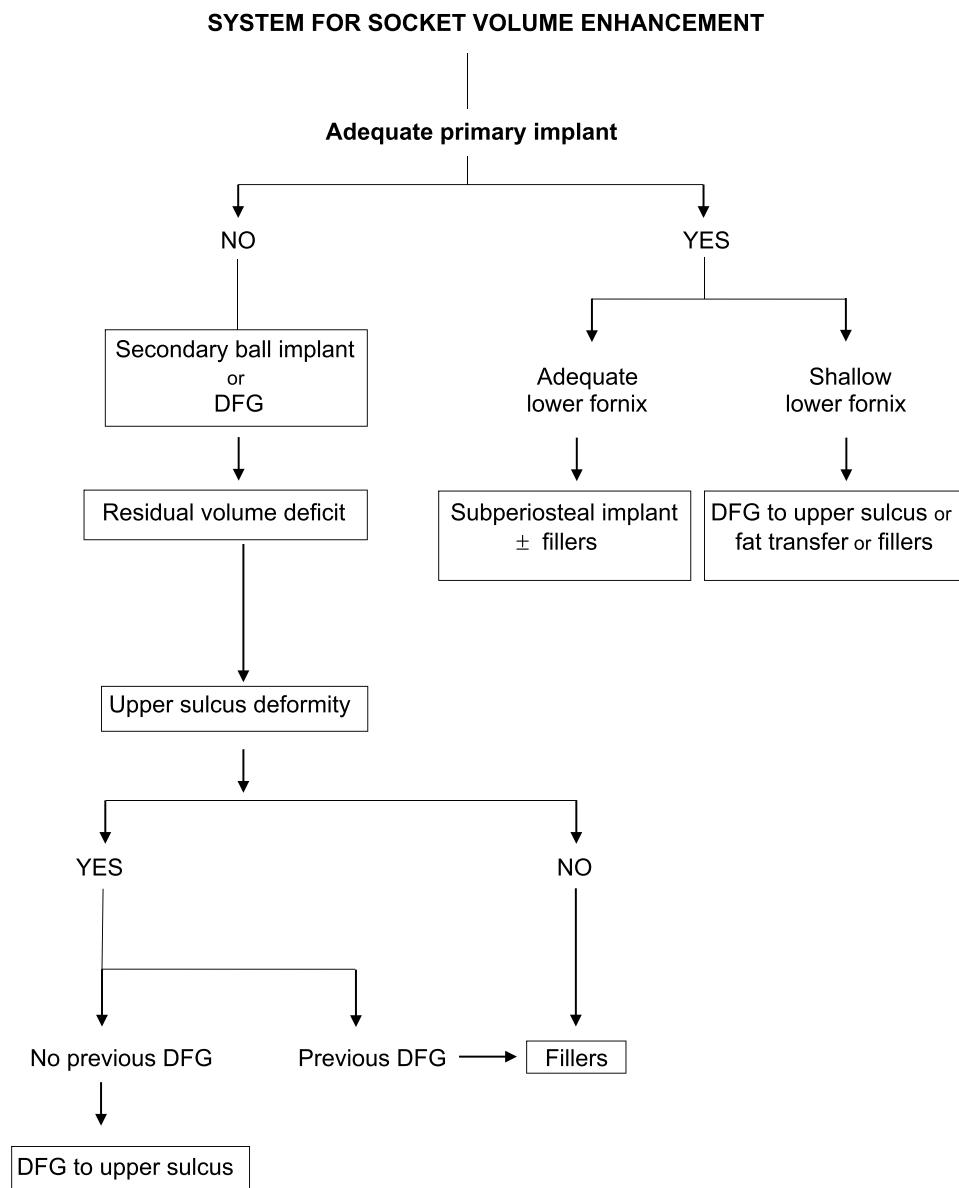 SYSTEM FOR SOCKET VOLUME ENHANCEMENT
Adequate primary implant
NO
YES
Secondary ball implant
or
DFG
Adequate
lower fornix
Shallow
lower fornix
Residual volume deficit
Subperiosteal implant
± fillers
DFG to upper sulcus or
fat transfer or fillers
Upper sulcus deformity
YES
NO
No previous DFG
Previous DFG
Fillers
DFG to upper sulcus